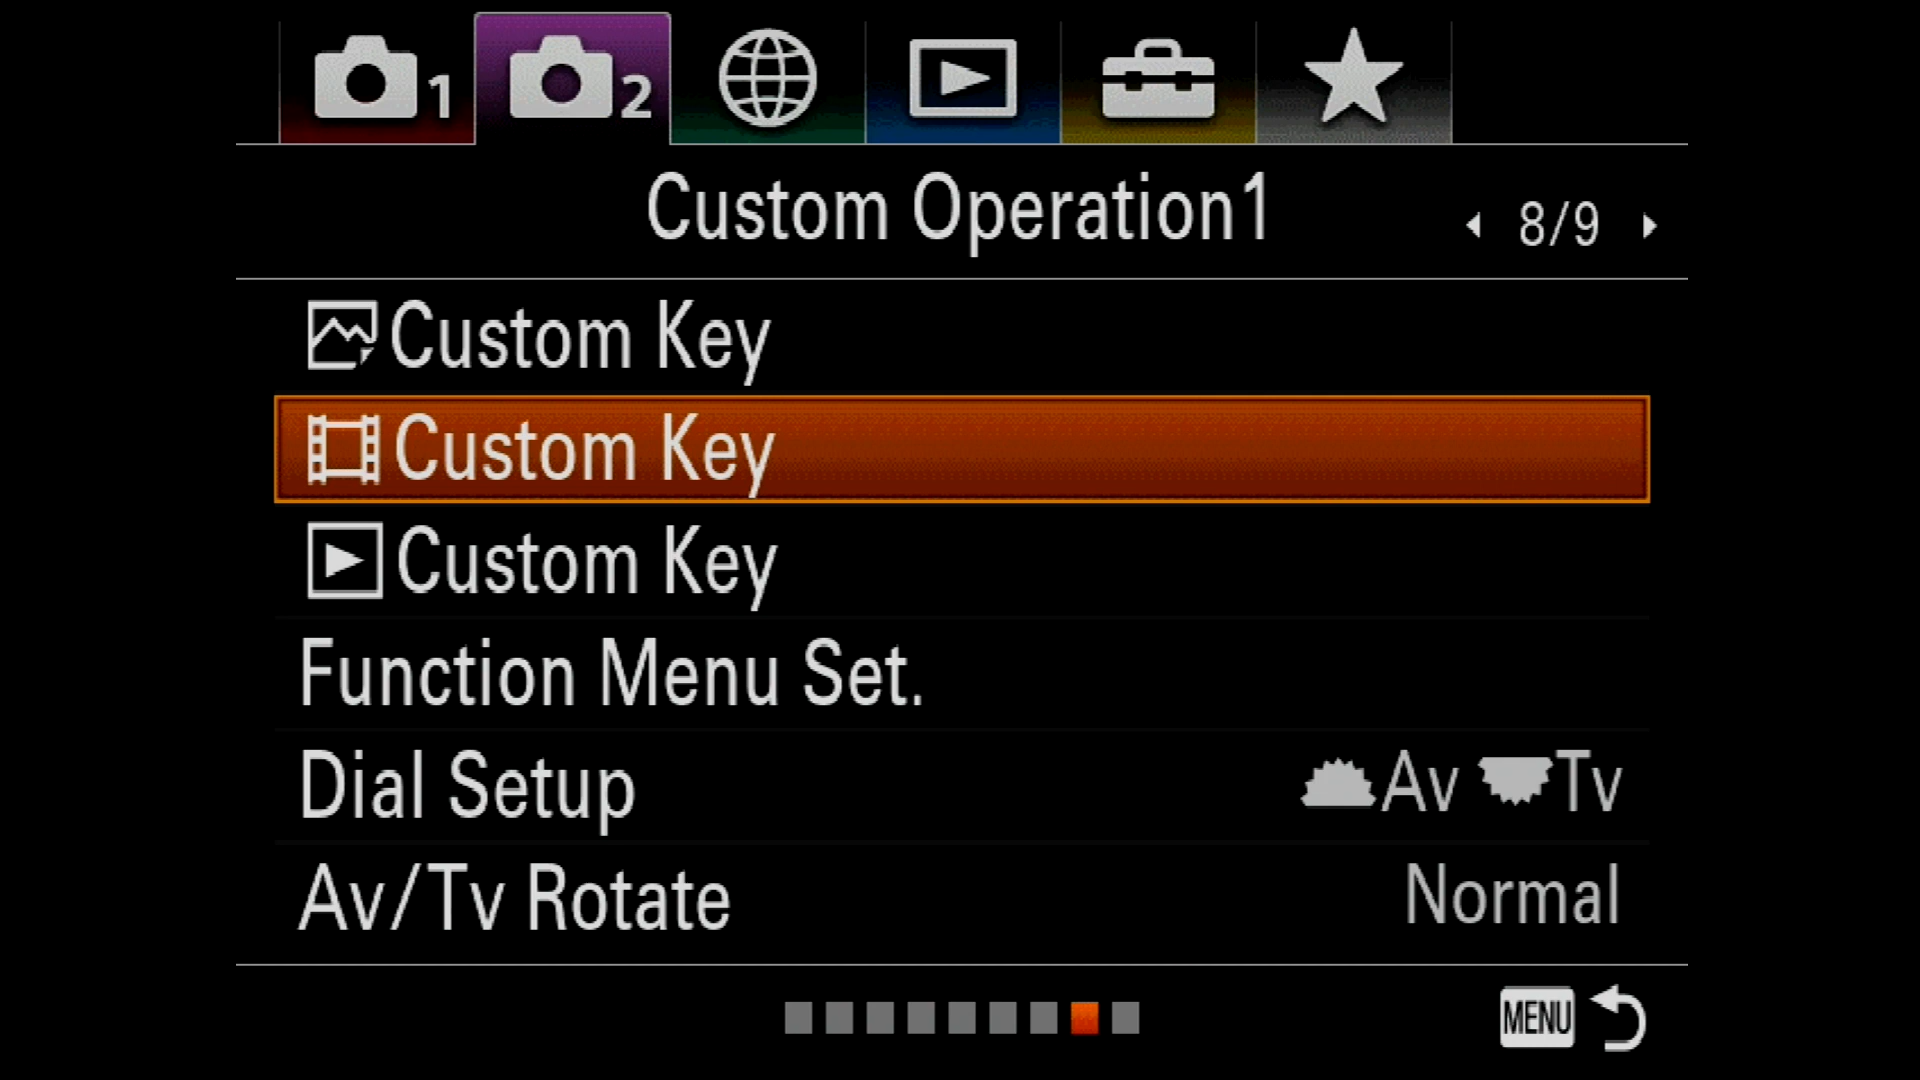 1 2
Custom Operation1 8/9
Custom Key
Custom Key
Custom Key
Function Menu Set.
Dial Setup Av Tv
Av/Tv Rotate Normal
MENU